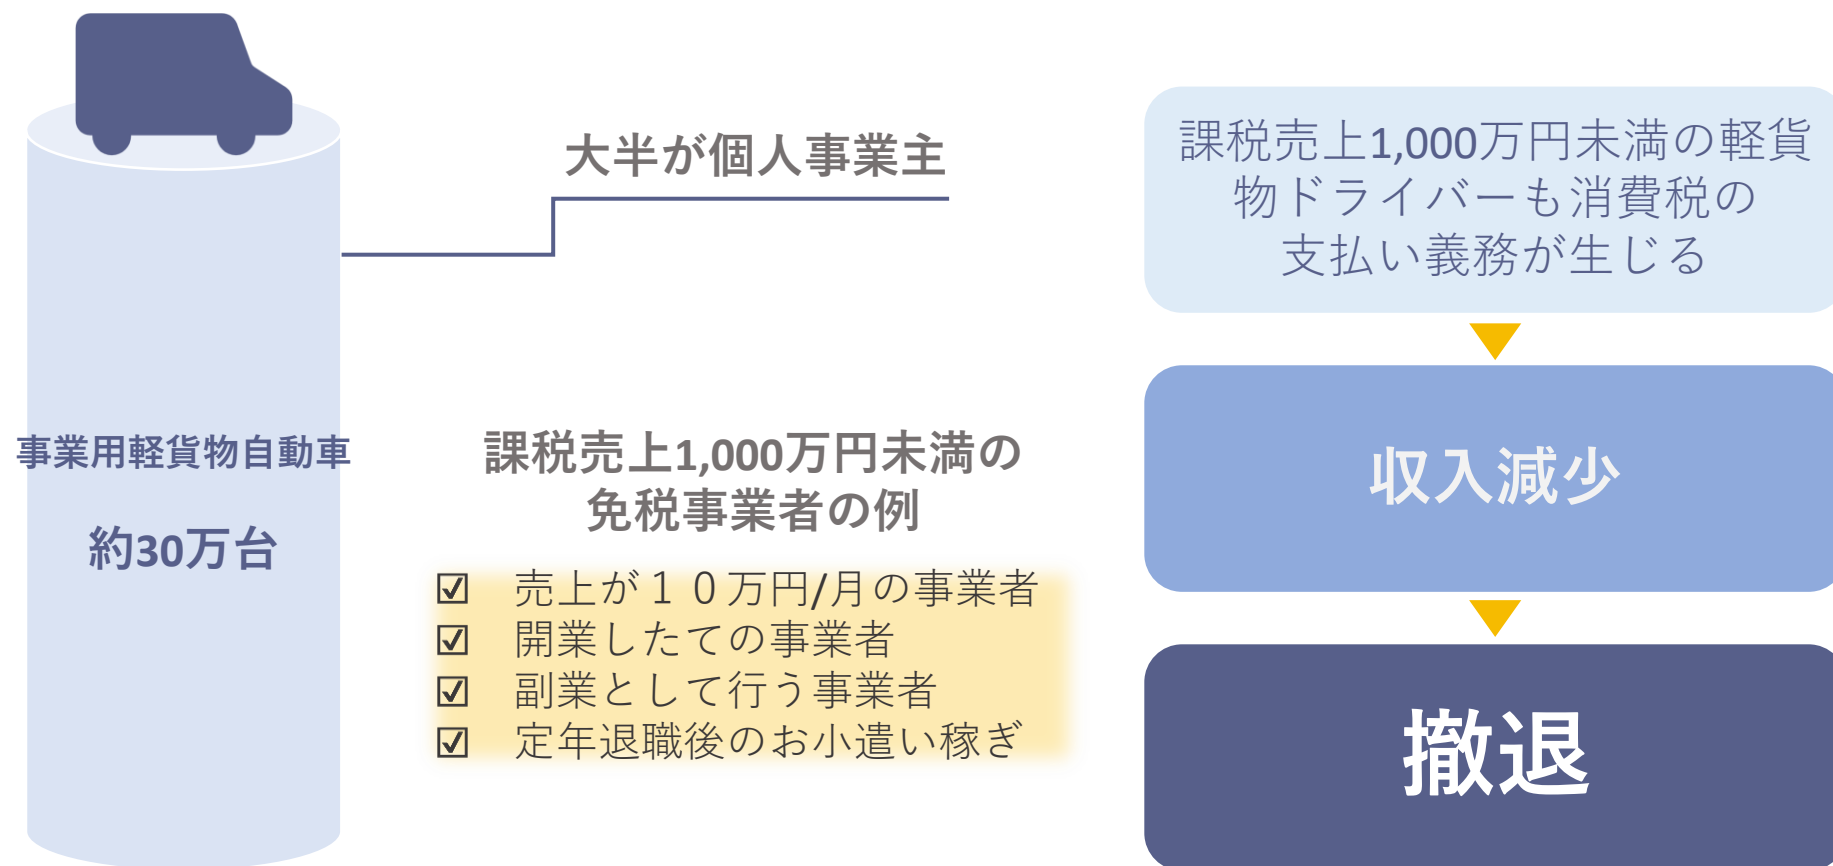 大半が個人事業主
事業用軽貨物自動車
約30万台
課税売上1,000万円未満の
免税事業者の例
☑ 売上が１０万円/月の事業者
☑ 開業したての事業者
☑ 副業として行う事業者
☑ 定年退職後のお小遣い稼ぎ
課税売上1,000万円未満の軽貨
物ドライバーも消費税の
支払い義務が生じる
収入減少
撤退